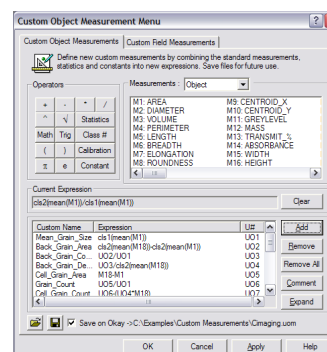 Custom Object Measurement Menu
Custom Object Measurements Custom Field Measurements
Define new custom measurements by combining the standard measurements,
statistics and constants into new expressions. Save files for future use.
Operators
Measurements : Object
+ - * /
^ √ Statistics
Math Trig Class #
( ) Calibration
π e Constant
M1: AREA M9: CENTROID_X
M2: DIAMETER M10: CENTROID_Y
M3: VOLUME M11: GREYLEVEL
M4: PERIMETER M12: MASS
M5: LENGTH M13: TRANSMIT_%
M6: BREADTH M14: ABSORBANCE
M7: ELONGATION M15: WIDTH
M8: ROUNDNESS M16: HEIGHT
Current Expression
cls2(mean(M1))/cls1(mean(M1))
Clear
Custom Name Expression U#
Mean_Grain_Size cls1(mean(M1)) UO1
Back_Grain_Area cls2(mean(M18))-cls2(mean(M1)) UO2
Back_Grain_Co... UO2/UO1 UO3
Back_Grain_De... UO3/cls2(mean(M18)) UO4
Cell_Grain_Area M18-M1 UO5
Grain_Count UO5/UO1 UO6
Cell_Grain_Count UO6-(UO4*M18) UO7
Add
Remove
Remove All
Comment
Expand
Save on Okay ->C:\Examples\Custom Measurements\Cimaging.uom
OK Cancel Apply Help